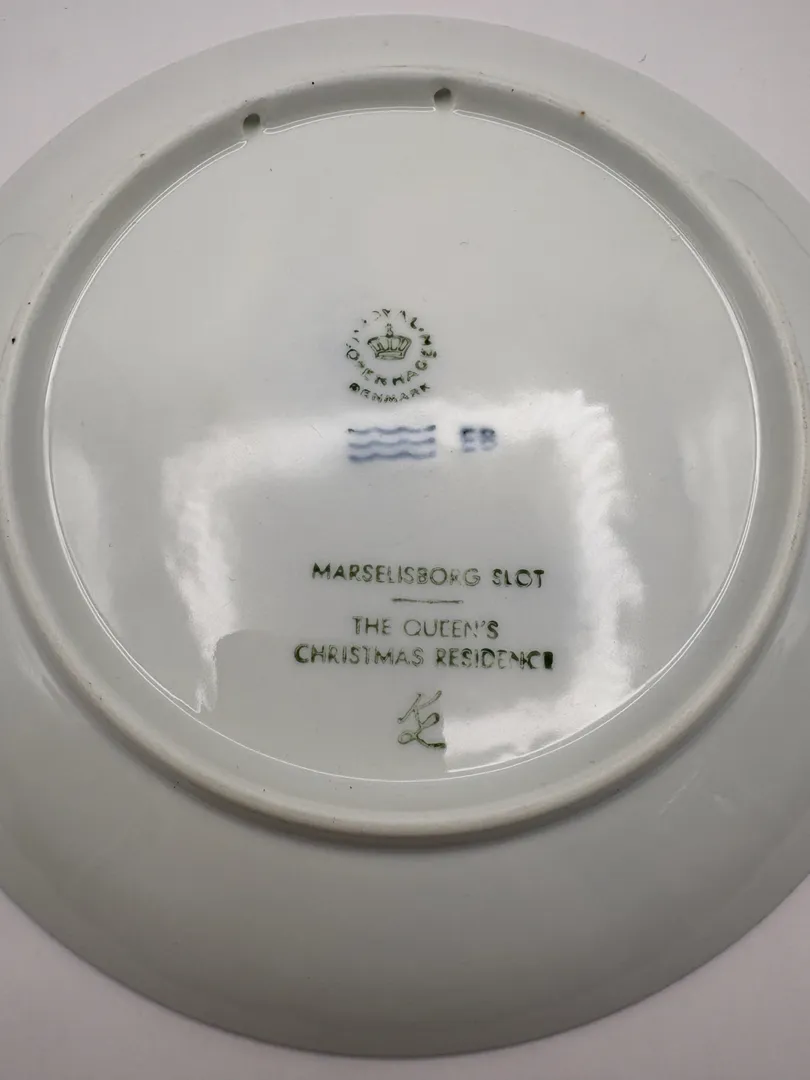 ROYAL
COPENHAGEN
DENMARK
EB
MARSELISBORG SLOT
THE QUEEN'S
CHRISTMAS RESIDENCE